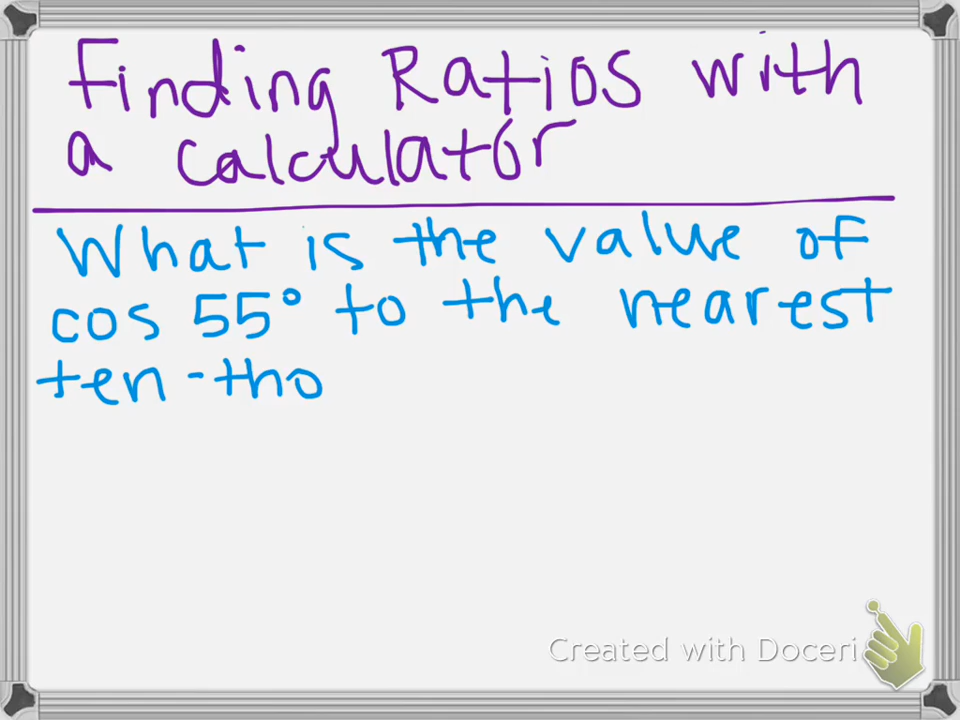 Finding Ratios with
a calculator
What is the value of
cos 55° to the nearest
ten-tho
Created with Doceri